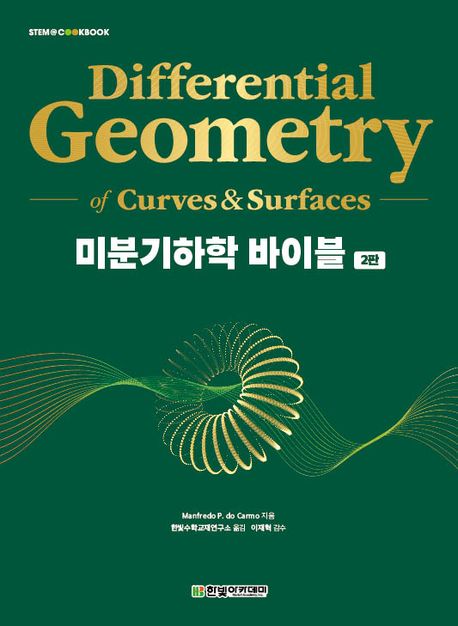 STEM@COOKBOOK
Differential
Geometry
of Curves & Surfaces
미분기하학 바이블 2판
Manfredo P. do Carmo 지음
한빛수학교재연구소 옮김 이재혁 감수
한빛아카데미